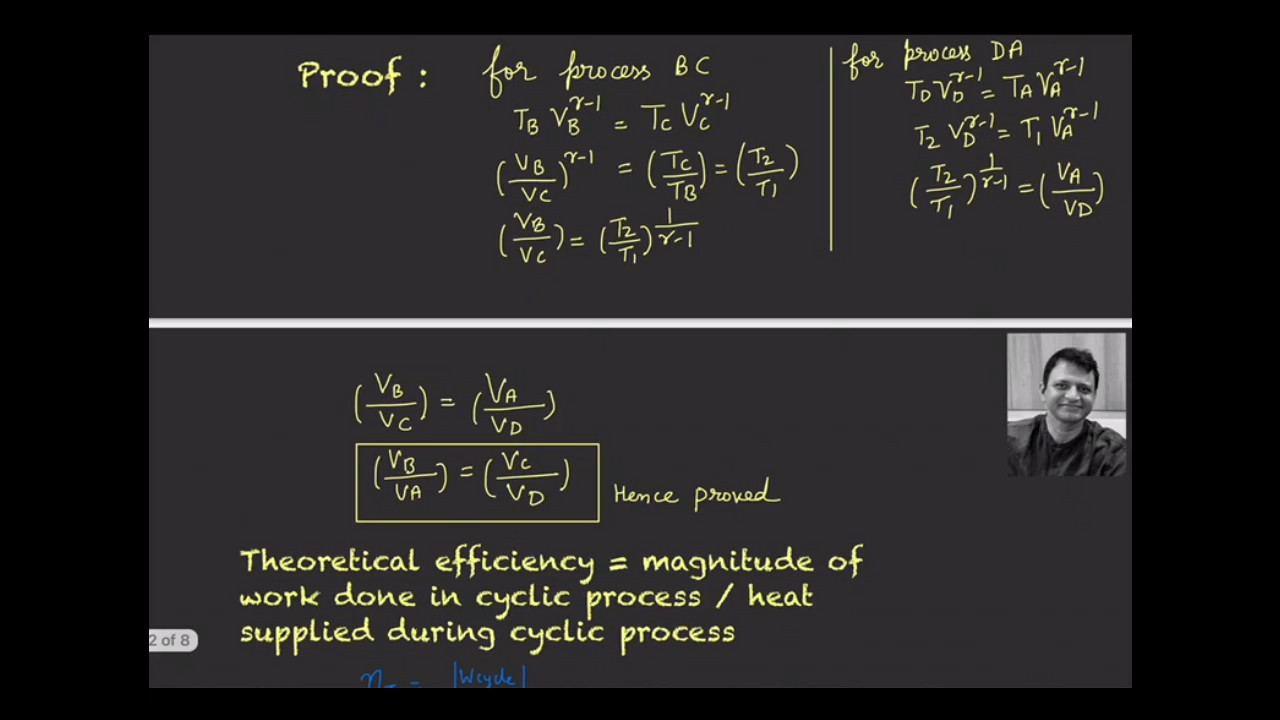 Proof :
for process BC
T_B V_B^{γ-1} = T_C V_C^{γ-1}
(V_B/V_C)^{γ-1} = (T_C/T_B) = (T_2/T_1)
(V_B/V_C) = (T_2/T_1)^{1/γ-1}
for process DA
T_D V_D^{γ-1} = T_A V_A^{γ-1}
T_2 V_D^{γ-1} = T_1 V_A^{γ-1}
(T_2/T_1)^{1/γ-1} = (V_A/V_D)
(V_B/V_C) = (V_A/V_D)
(V_B/V_A) = (V_C/V_D)
Hence proved
Theoretical efficiency = magnitude of
work done in cyclic process / heat
supplied during cyclic process
2 of 8
= |Wcycle|